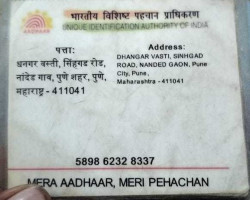 भारतीय विशिष्ट पहचान प्राधिकरण
UNIQUE IDENTIFICATION AUTHORITY OF INDIA
AADHAAR
पत्ता:
धनगर वस्ती, सिंहगड रोड,
नांदेड गाव, पुणे शहर, पुणे,
महाराष्ट्र - 411041
Address:
DHANGAR VASTI, SINHGAD
ROAD, NANDED GAON, Pune
City, Pune,
Maharashtra - 411041
5898 6232 8337
MERA AADHAAR, MERI PEHACHAN